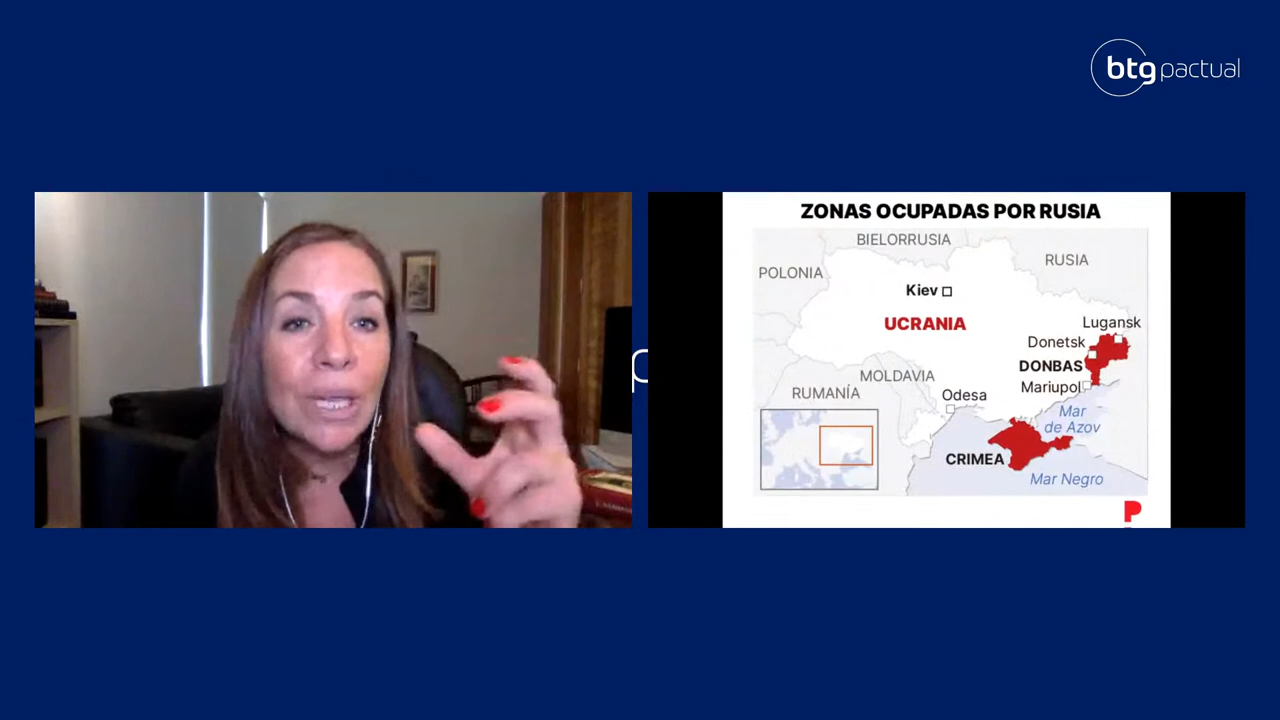 btg pactual
ZONAS OCUPADAS POR RUSIA
BIELORRUSIA
RUSIA
POLONIA
Kiev
UCRANIA
Lugansk
Donetsk
DONBAS
MOLDAVIA
Mariupol
RUMANÍA
Odesa
Mar
de Azov
CRIMEA
Mar Negro
P
p